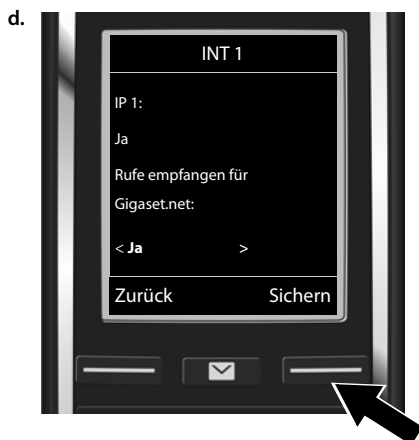 d.
INT 1
IP 1:
Ja
Rufe empfangen für
Gigaset.net:
< Ja >
Zurück Sichern